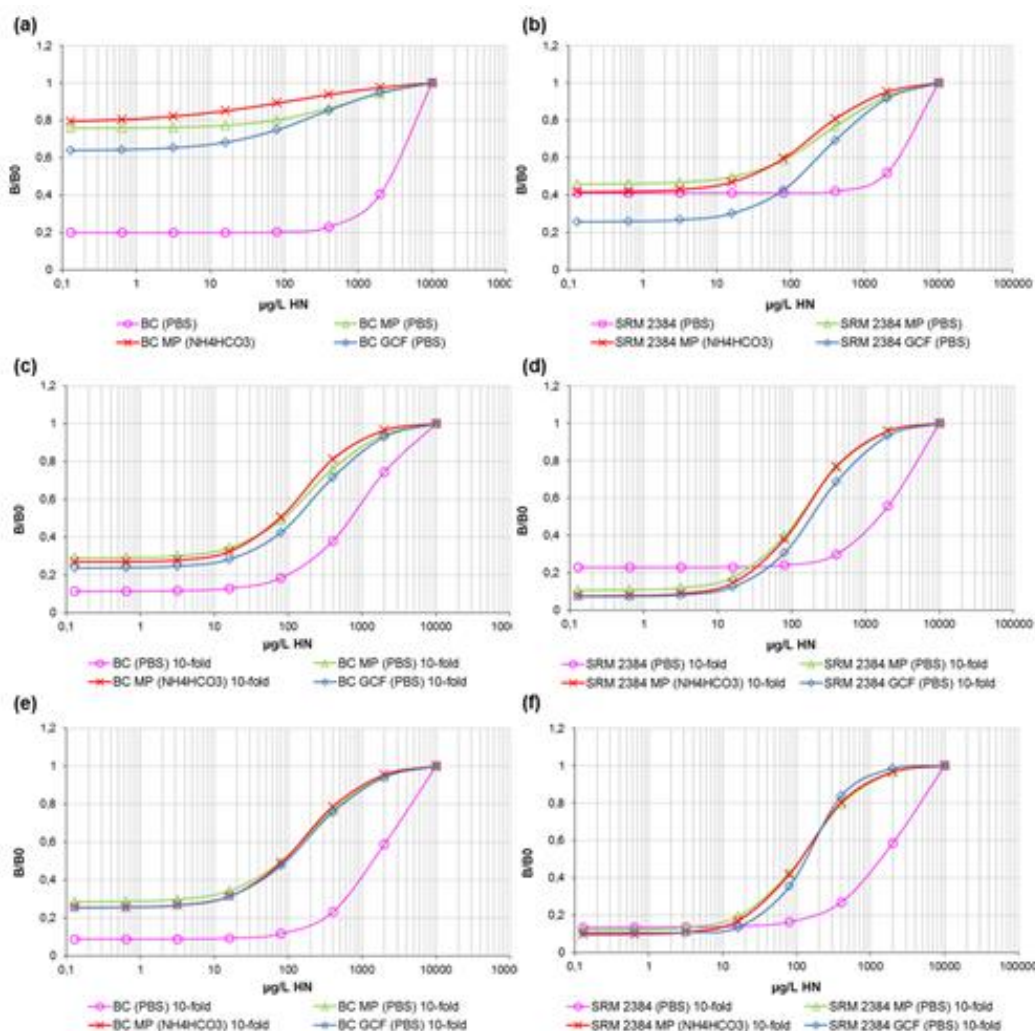 (a)
(b)
1,2
1
0,8
0,6
0,4
0,2
0
B/B0
0,1 1 10 100 1000 10000 1000
µg/L HN
BC (PBS) BC MP (PBS)
BC MP (NH4HCO3) BC GCF (PBS)
1,2
1
0,8
0,6
0,4
0,2
0
B/B0
0,1 1 10 100 1000 10000 100000
µg/L HN
SRM 2384 (PBS) SRM 2384 MP (PBS)
SRM 2384 MP (NH4HCO3) SRM 2384 GCF (PBS)
(c)
(d)
1,2
1
0,8
0,6
0,4
0,2
0
B/B0
0,1 1 10 100 1000 10000 1000
µg/L HN
BC (PBS) 10-fold BC MP (PBS) 10-fold
BC MP (NH4HCO3) 10-fold BC GCF (PBS) 10-fold
1,2
1
0,8
0,6
0,4
0,2
0
B/B0
0,1 1 10 100 1000 10000 100000
µg/L HN
SRM 2384 (PBS) 10-fold SRM 2384 MP (PBS) 10-fold
SRM 2384 MP (NH4HCO3) 10-fold SRM 2384 GCF (PBS) 10-fold
(e)
(f)
1,2
1
0,8
0,6
0,4
0,2
0
B/B0
0,1 1 10 100 1000 10000 1000
µg/L HN
BC (PBS) 10-fold BC MP (PBS) 10-fold
BC MP (NH4HCO3) 10-fold BC GCF (PBS) 10-fold
1,2
1
0,8
0,6
0,4
0,2
0
B/B0
0,1 1 10 100 1000 10000 100000
µg/L HN
SRM 2384 (PBS) 10-fold SRM 2384 MP (PBS) 10-fold
SRM 2384 MP (NH4HCO3) 10-fold SRM 2384 GCF (PBS) 10-fold